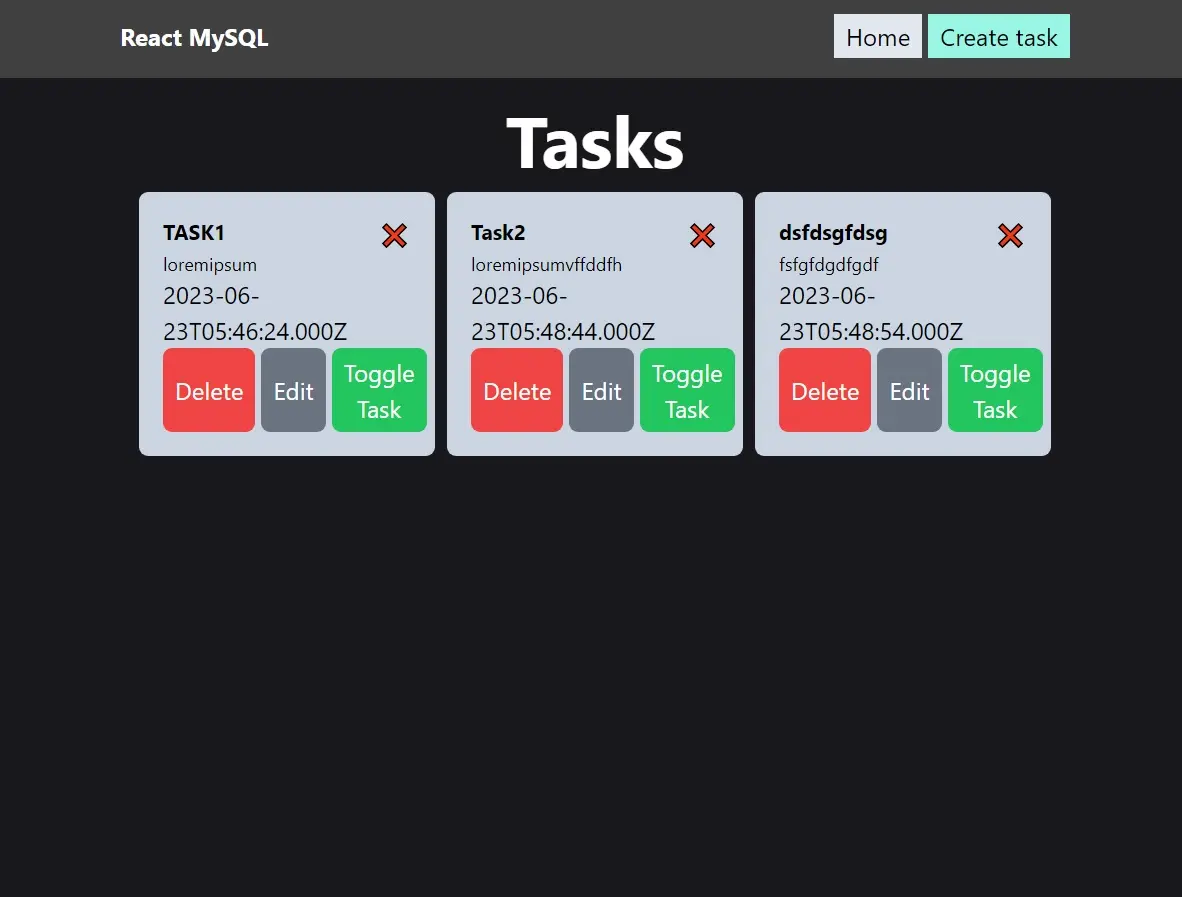 React MySQL
Home
Create task
Tasks
TASK1
loremipsum
2023-06-
23T05:46:24.000Z
Delete
Edit
Toggle
Task
Task2
loremipsumvffddfh
2023-06-
23T05:48:44.000Z
Delete
Edit
Toggle
Task
dsfdsgfdsg
fsfgfdgdfgdf
2023-06-
23T05:48:54.000Z
Delete
Edit
Toggle
Task